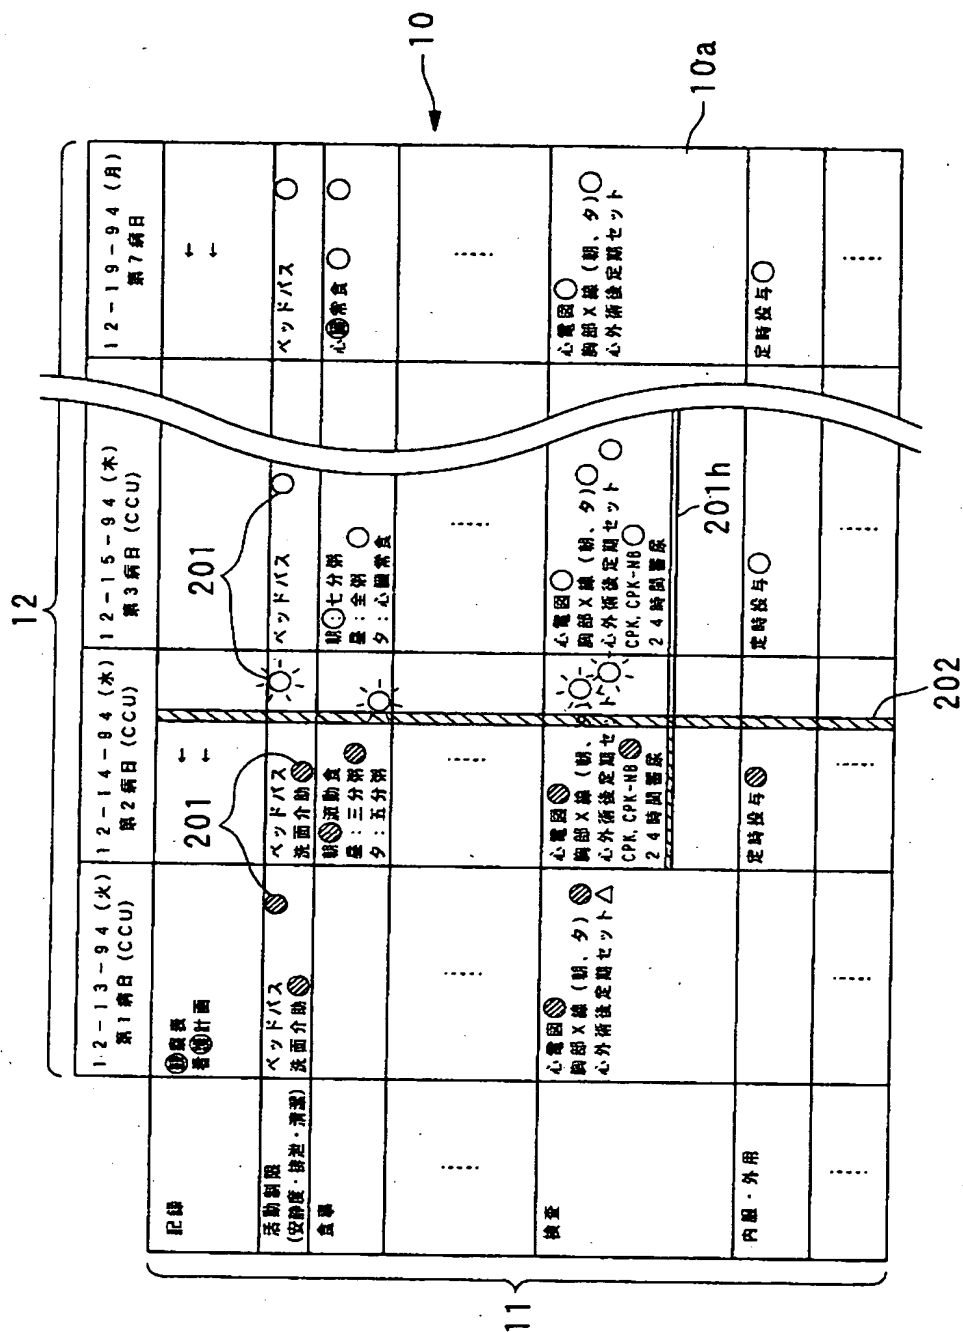 12
10
10a
12-13-94 (火)
第1病日 (CCU)
12-14-94 (水)
第2病日 (CCU)
12-15-94 (木)
第3病日 (CCU)
12-19-94 (月)
第7病日
11
記録
計画
← ←
← ←
201
201
活動制限
(安静度・排泄・清潔)
ベッドバス
洗面介助
ベッドバス
洗面介助
ベッドバス
ベッドバス
食事
朝 流動食
昼:三分粥
夕:五分粥
朝:七分粥
昼:全粥
夕:心臓常食
常食
検査
心電図
胸部X線 (朝、夕)
心外術後定期セット
心電図
胸部X線 (朝、
心外術後定期セット
CPK, CPK-NB
24時間蓄尿
心電図
胸部X線 (朝、夕)
心外術後定期セット
CPK, CPK-NB
24時間蓄尿
心電図
胸部X線 (朝、夕)
心外術後定期セット
201h
内服・外用
定時投与
定時投与
定時投与
202